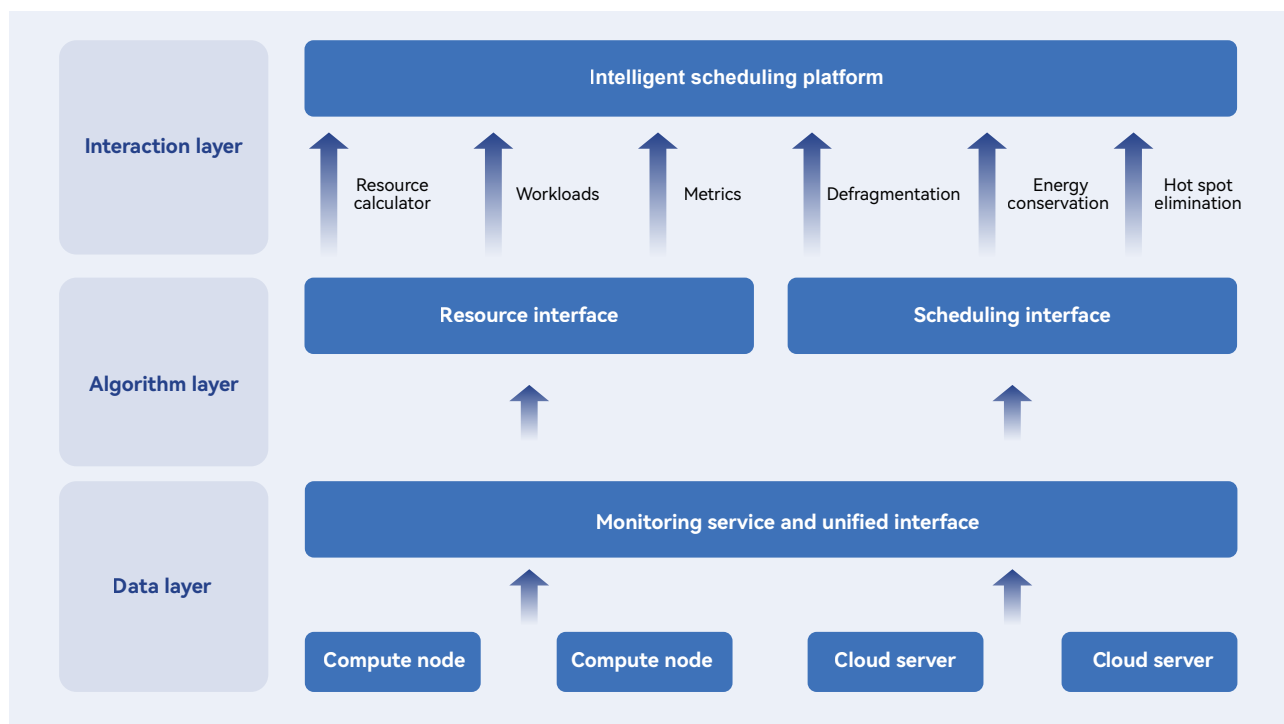 Intelligent scheduling platform
Interaction layer
Resource
calculator
Workloads
Metrics
Defragmentation
Energy
conservation
Hot spot
elimination
Resource interface
Scheduling interface
Algorithm layer
Monitoring service and unified interface
Data layer
Compute node
Compute node
Cloud server
Cloud server